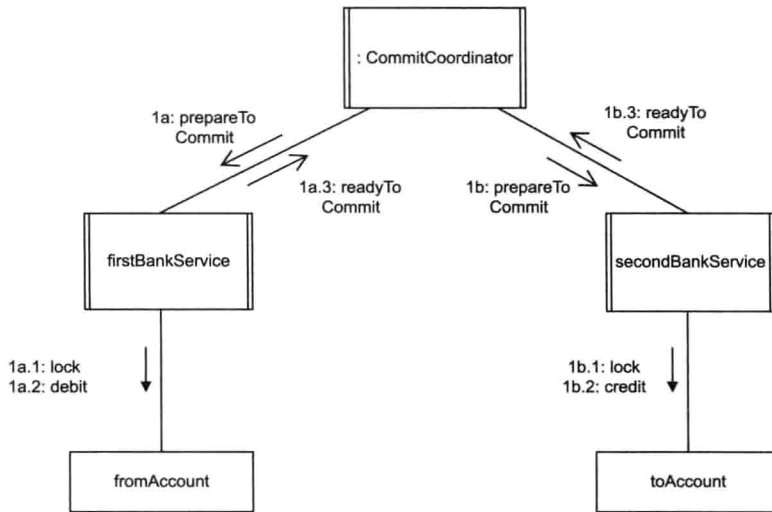 : CommitCoordinator
1a: prepareTo
Commit
1b.3: readyTo
Commit
1a.3: readyTo
Commit
1b: prepareTo
Commit
firstBankService
secondBankService
1a.1: lock
1a.2: debit
1b.1: lock
1b.2: credit
fromAccount
toAccount